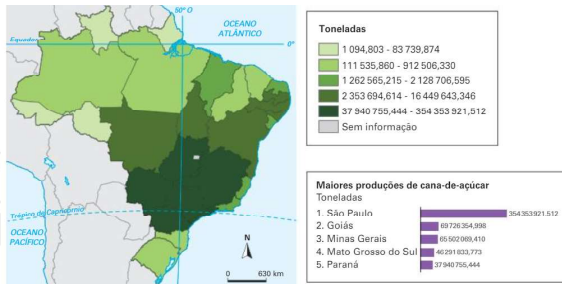 50° O
OCEANO
ATLÂNTICO
Equador
0°
Trópico de Capricórnio
OCEANO
PACÍFICO
N
0 630 km
Toneladas
1 094,803 - 83 739,874
111 535,860 - 912 506,330
1 262 565,215 - 2 128 706,595
2 353 694,614 - 16 449 643,346
37 940 755,444 - 354 353 921,512
Sem informação
Maiores produções de cana-de-açúcar
Toneladas
1. São Paulo 354 353 921.512
2. Goiás 69 726 354,998
3. Minas Gerais 65 502 069,410
4. Mato Grosso do Sul 46 291 833,773
5. Paraná 37 940 755,444